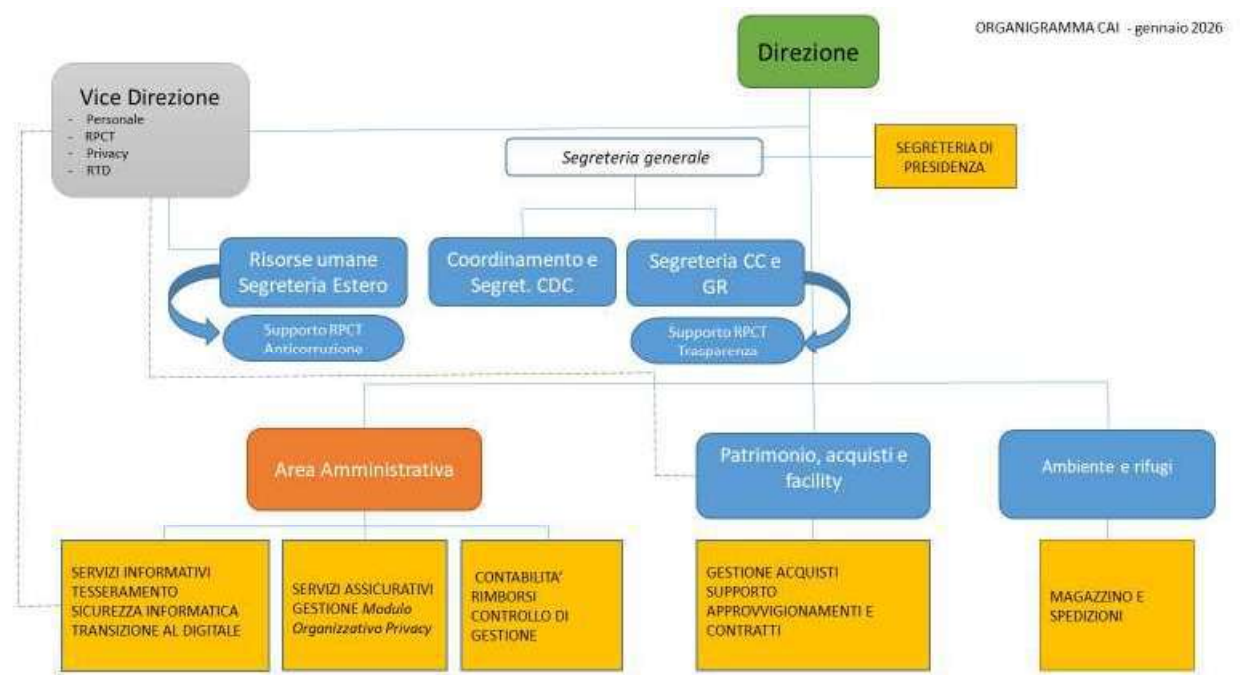 ORGANIGRAMMA CAI - gennaio 2026
Direzione
Vice Direzione
- Personale
- RPCT
- Privacy
- RTD
Segreteria generale
SEGRETERIA DI
PRESIDENZA
Risorse umane
Segreteria Estero
Coordinamento e
Segret. CDC
Segreteria CC e
GR
Supporto RPCT
Anticorruzione
Supporto RPCT
Trasparenza
Area Amministrativa
Patrimonio, acquisti e
facility
Ambiente e rifugi
SERVIZI INFORMATIVI
TESSERAMENTO
SICUREZZA INFORMATICA
TRANSIZIONE AL DIGITALE
SERVIZI ASSICURATIVI
GESTIONE Modulo
Organizzativo Privacy
CONTABILITA'
RIMBORSI
CONTROLLO DI
GESTIONE
GESTIONE ACQUISTI
SUPPORTO
APPROVVIGIONAMENTI E
CONTRATTI
MAGAZZINO E
SPEDIZIONI